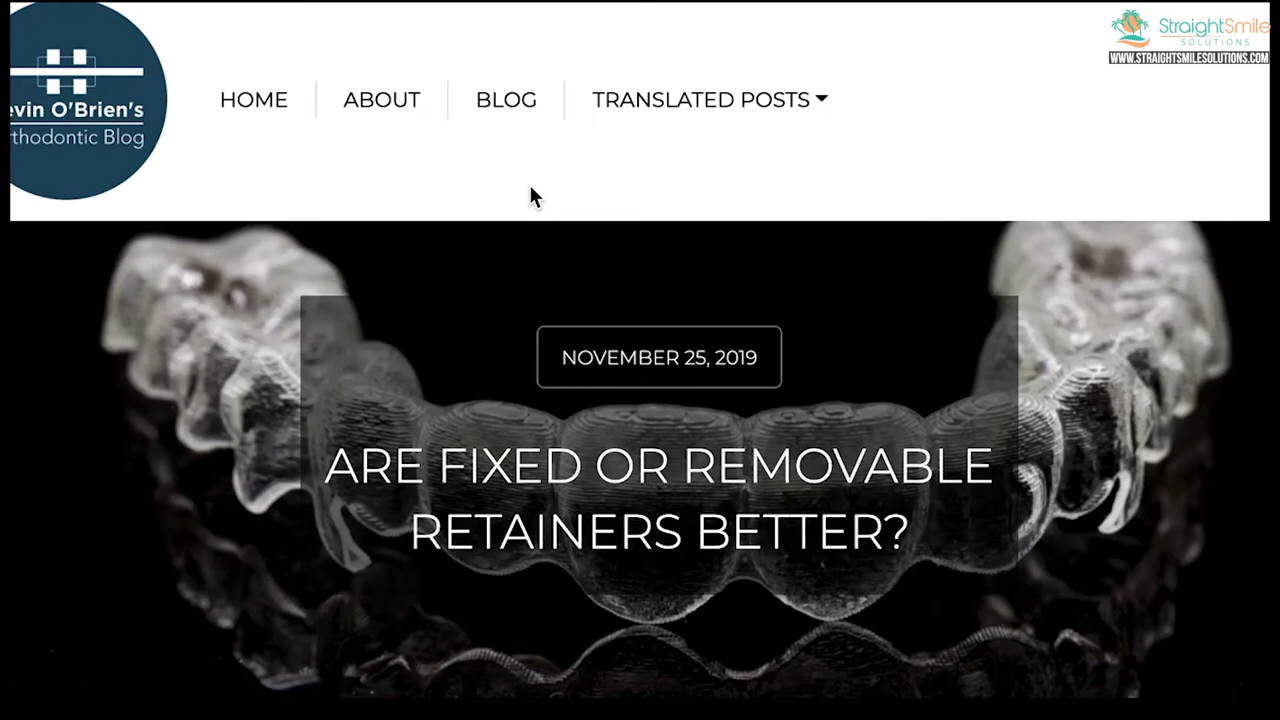 StraightSmile
SOLUTIONS
WWW.STRAIGHTSMILESOLUTIONS.COM
evin O'Brien's
thodontic Blog
HOME
ABOUT
BLOG
TRANSLATED POSTS
NOVEMBER 25, 2019
ARE FIXED OR REMOVABLE
RETAINERS BETTER?